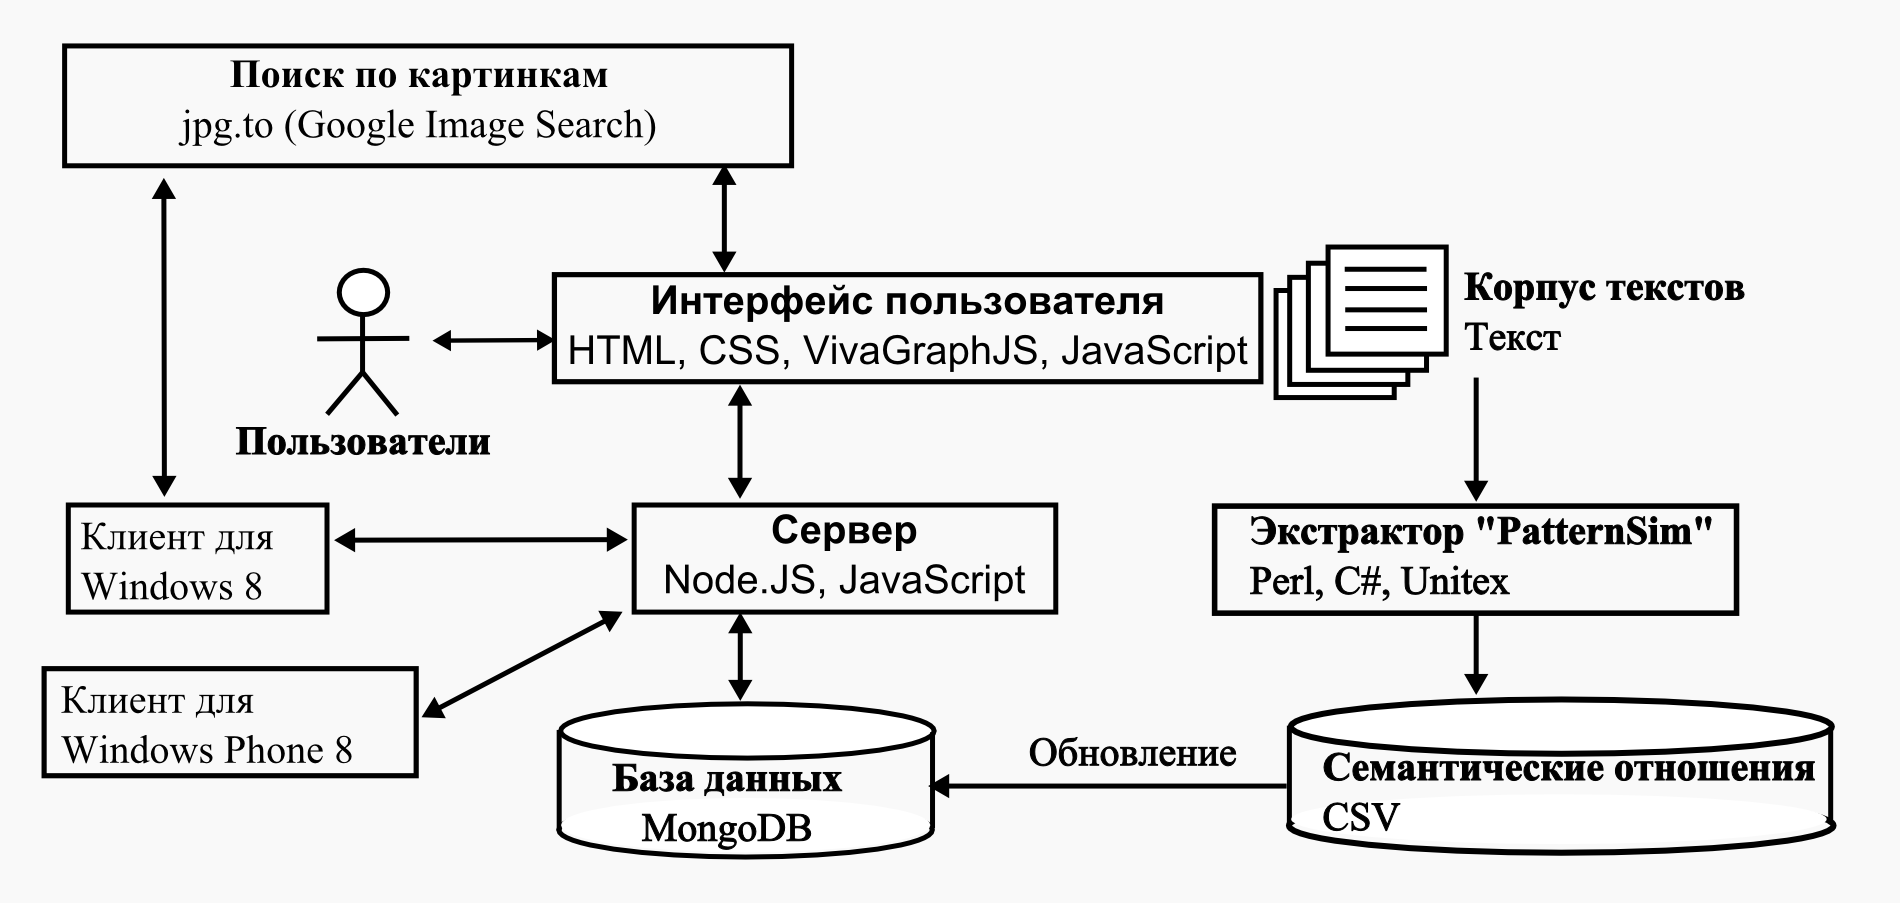 Поиск по картинкам
jpg.to (Google Image Search)
Интерфейс пользователя
HTML, CSS, VivaGraphJS, JavaScript
Корпус текстов
Текст
Пользователи
Клиент для
Windows 8
Сервер
Node.JS, JavaScript
Экстрактор "PatternSim"
Perl, C#, Unitex
Клиент для
Windows Phone 8
База данных
MongoDB
Обновление
Семантические отношения
CSV